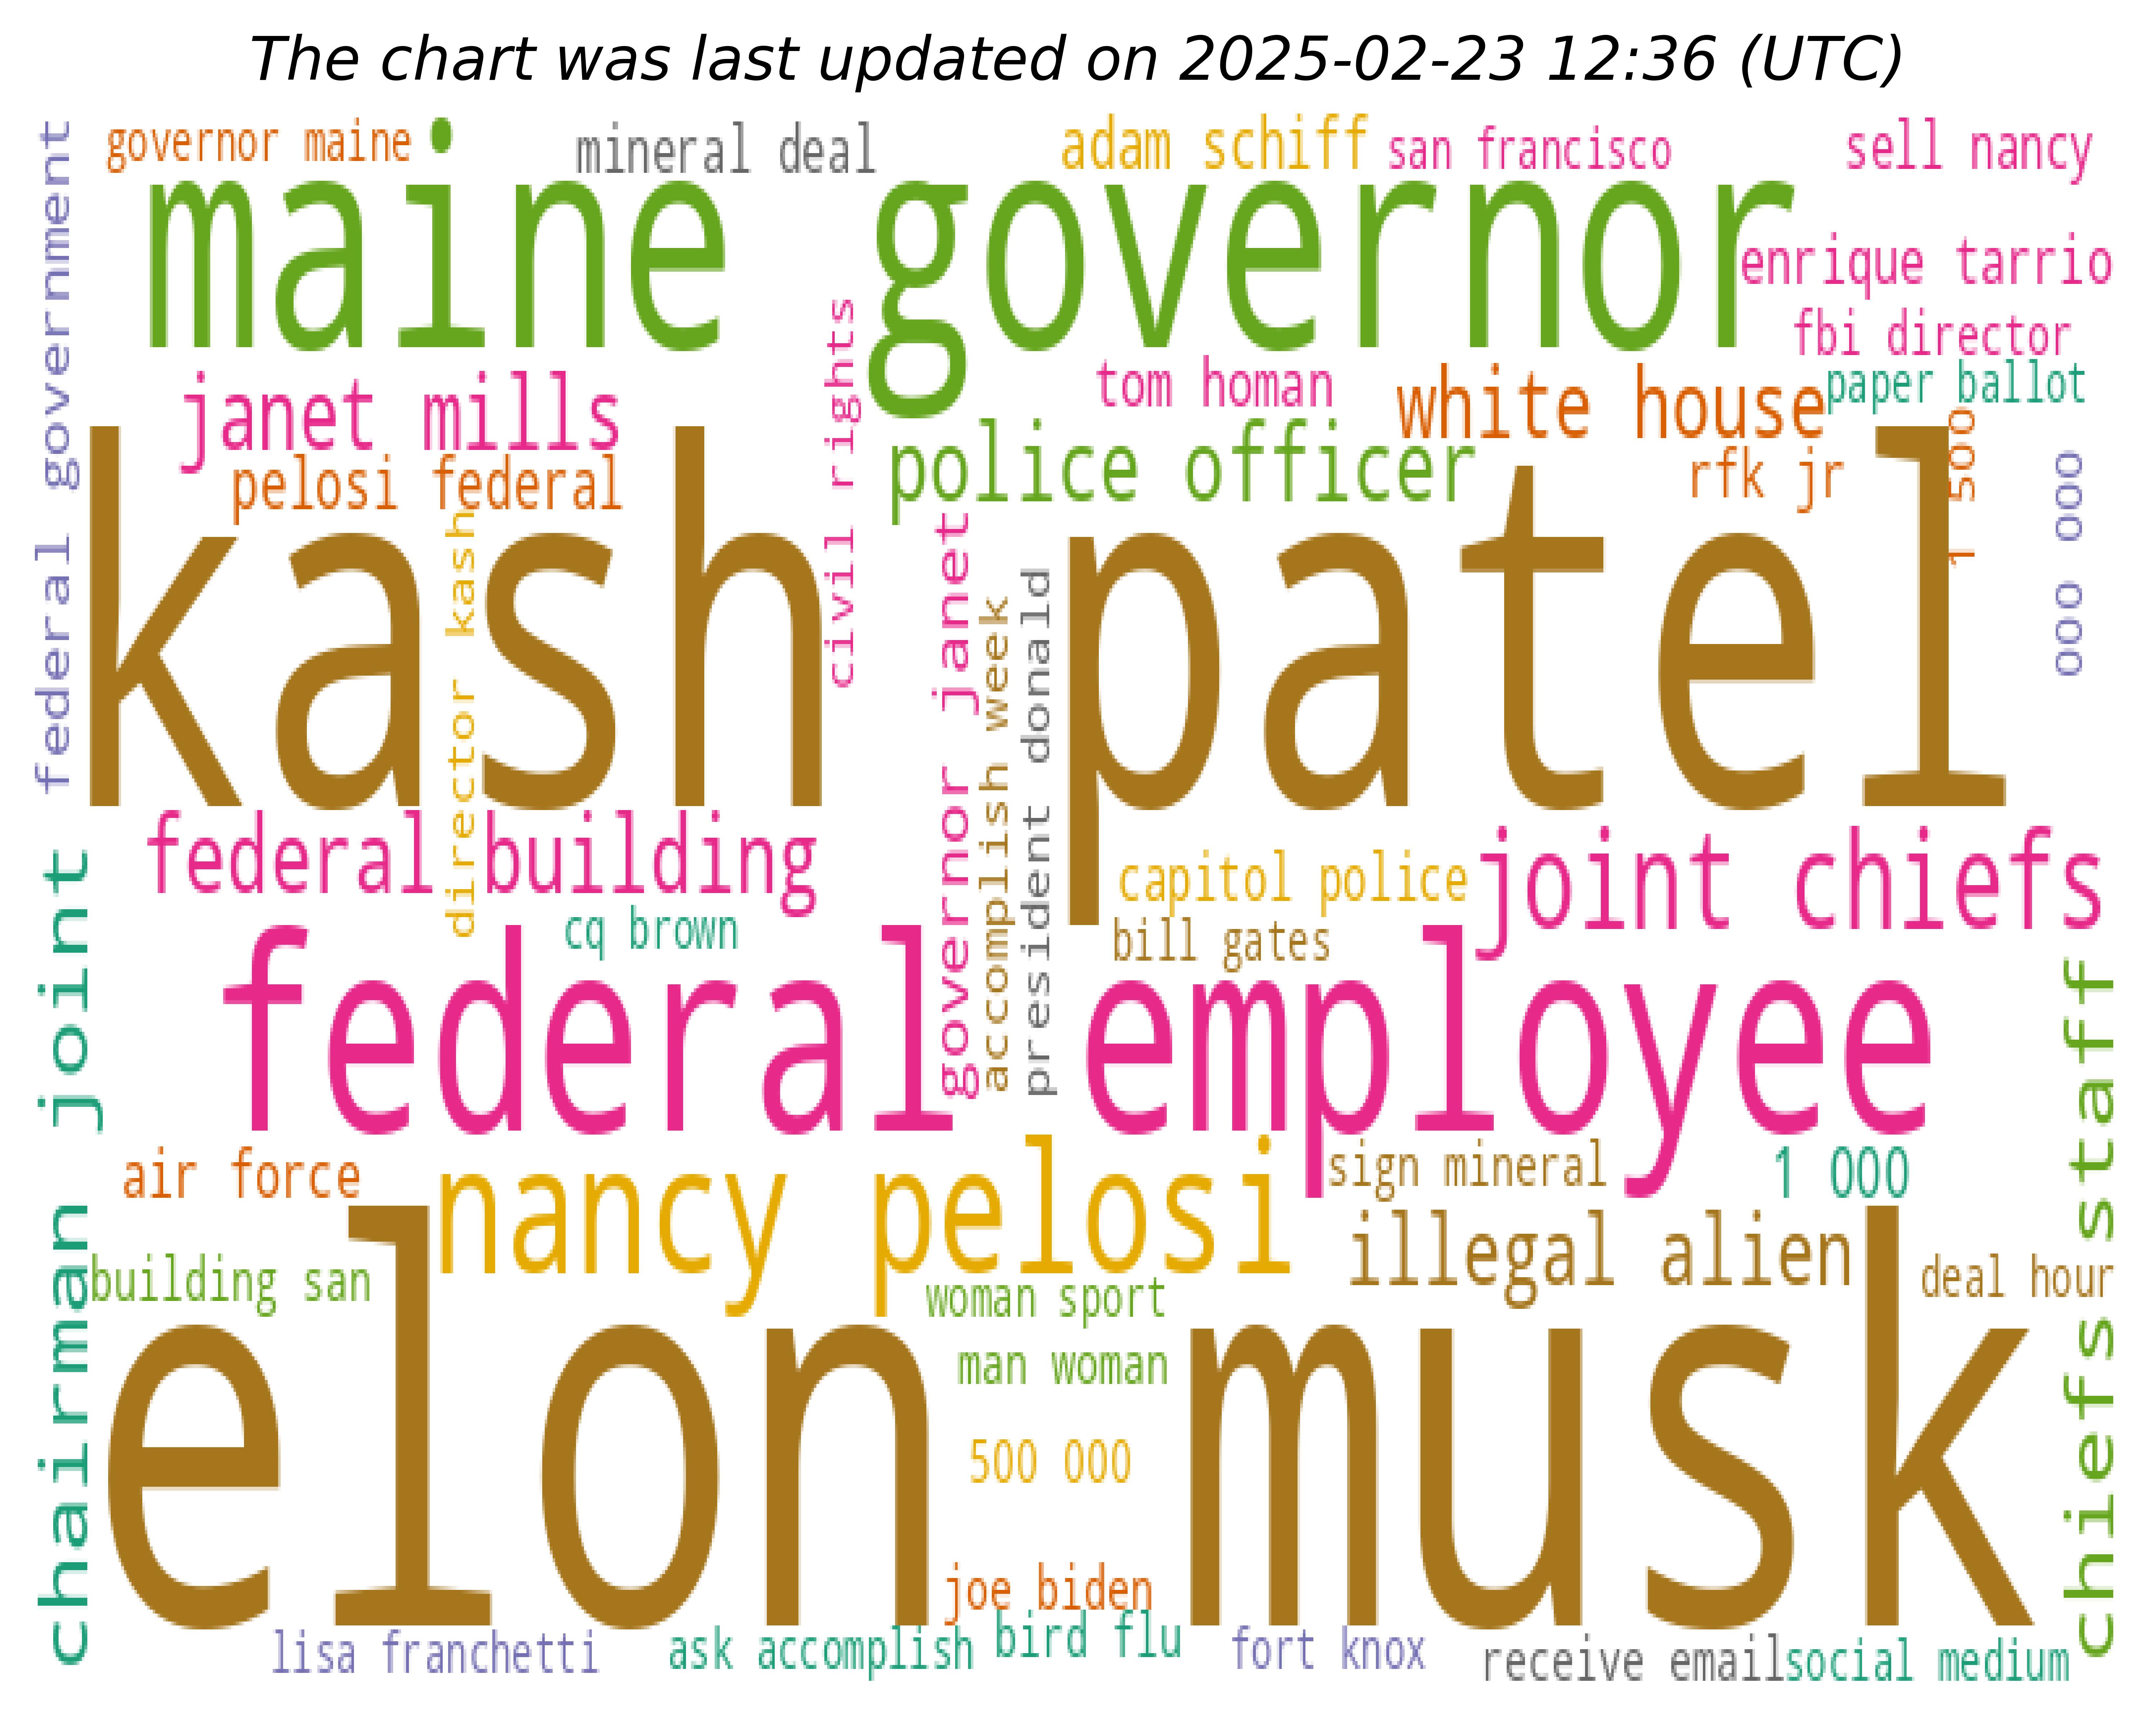 The chart was last updated on 2025-02-23 12:36 (UTC)
governor maine
mineral deal
adam schiff
san francisco
sell nancy
maine governor
enrique tarrio
fbi director
federal government
civil rights
janet mills
tom homan
white house
paper ballot
pelosi federal
police officer
rfk jr
1 500
000 000
kash patel
director kash
governor janet
accomplish week
president donald
federal building
capitol police
joint chiefs
cq brown
bill gates
federal employee
chairman joint
chiefs staff
air force
nancy pelosi
sign mineral
1 000
building san
illegal alien
deal hour
woman sport
elon musk
man woman
500 000
joe biden
lisa franchetti
ask accomplish
bird flu
fort knox
receive email
social medium